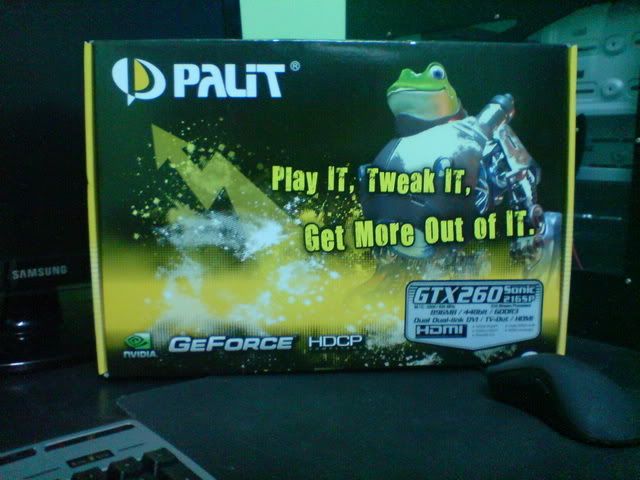 PALIT®
Play IT, Tweak IT,
Get More Out of IT.
SAMSUNG
GTX260 Sonic
216SP
896MB / 448bit / GDDR3
Dual Dual-link DVI / TV-Out / HDMI
HDMI
NVIDIA
GEFORCE
HDCP